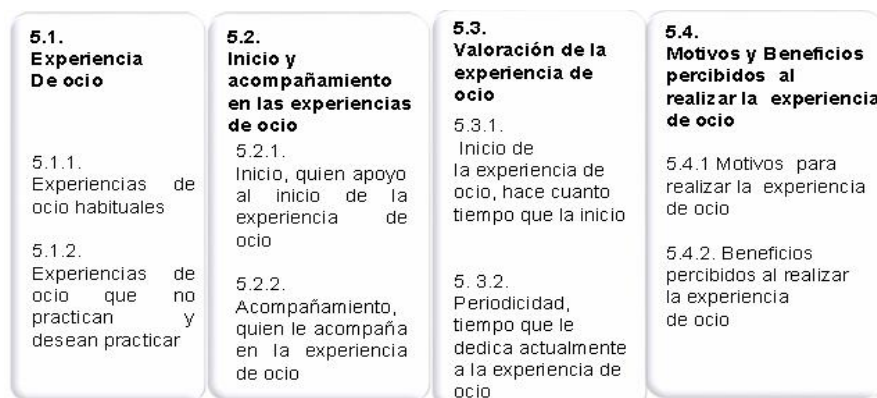 5.1.
Experiencia
De ocio
5.1.1.
Experiencias de
ocio habituales
5.1.2.
Experiencias de
ocio que no
practican y
desean practicar
5.2.
Inicio y
acompañamiento
en las experiencias
de ocio
5.2.1.
Inicio, quien apoyo
al inicio de la
experiencia de
ocio
5.2.2.
Acompañamiento,
quien le acompaña
en la experiencia
de ocio
5.3.
Valoración de la
experiencia de
ocio
5.3.1.
Inicio de
la experiencia de
ocio, hace cuanto
tiempo que la inicio
5. 3.2.
Periodicidad,
tiempo que le
dedica actualmente
a la experiencia de
ocio
5.4.
Motivos y Beneficios
percibidos al
realizar la experiencia
de ocio
5.4.1 Motivos para
realizar la experiencia
de ocio
5.4.2. Beneficios
percibidos al realizar
la experiencia
de ocio